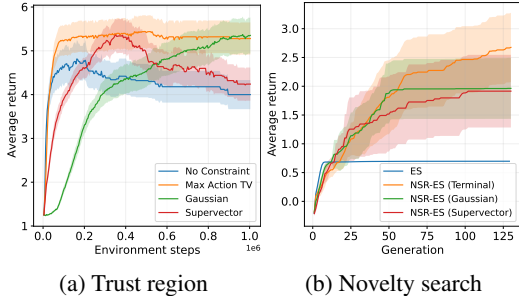 6
5
4
3
2
1
Average return
0.0 0.2 0.4 0.6 0.8 1.0
1e6
Environment steps
No Constraint
Max Action TV
Gaussian
Supervector
(a) Trust region
3.0
2.5
2.0
1.5
1.0
0.5
0.0
Average return
0 25 50 75 100 125
Generation
ES
NSR-ES (Terminal)
NSR-ES (Gaussian)
NSR-ES (Supervector)
(b) Novelty search